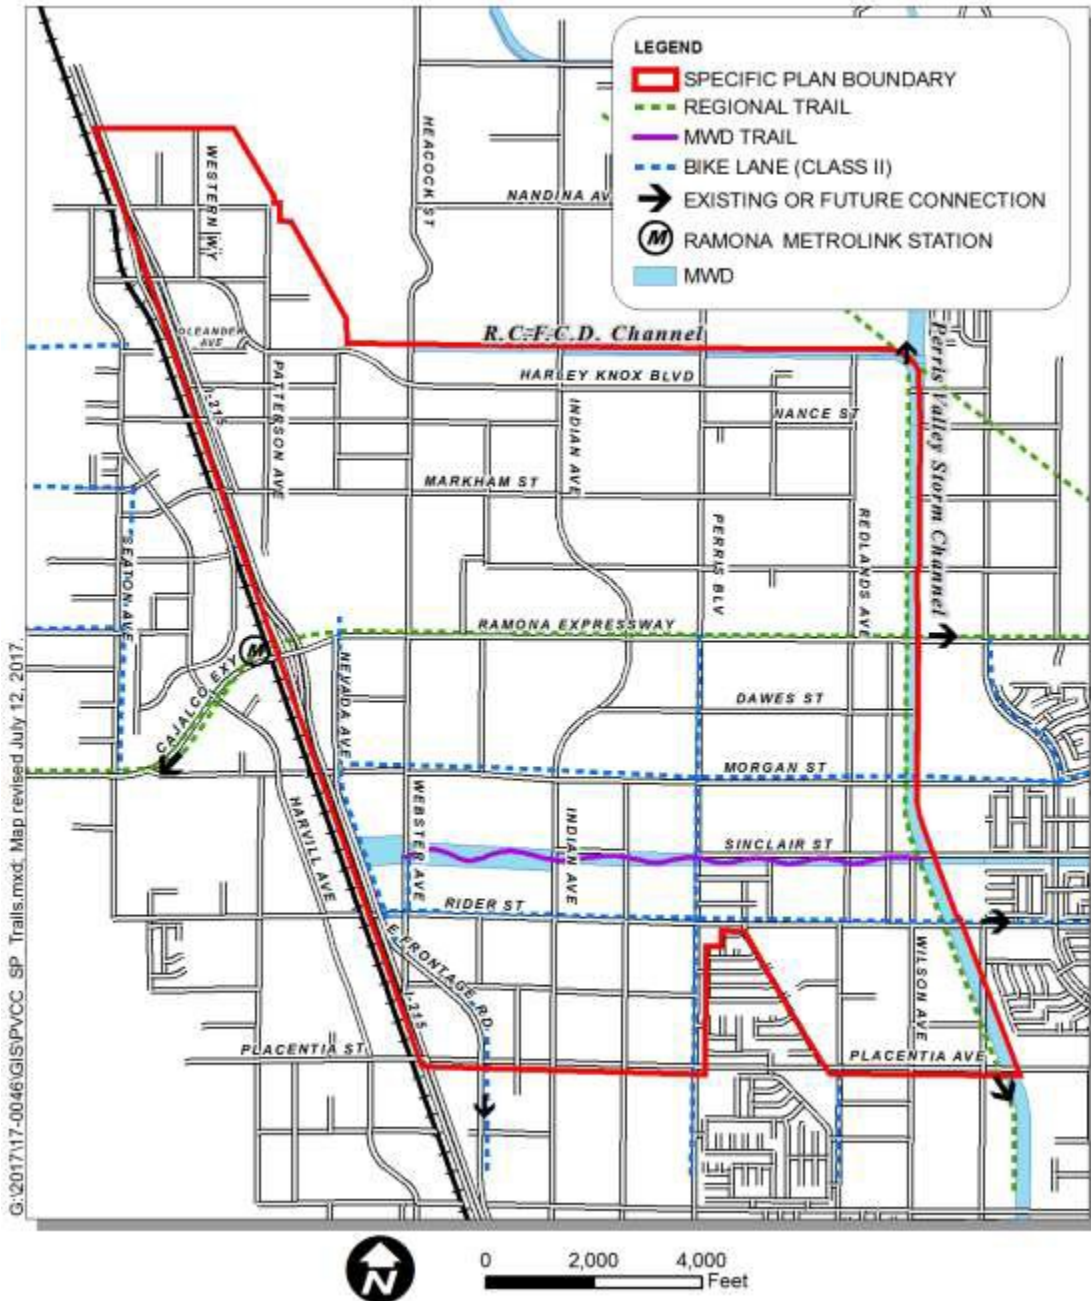 LEGEND
SPECIFIC PLAN BOUNDARY
REGIONAL TRAIL
MWD TRAIL
BIKE LANE (CLASS II)
EXISTING OR FUTURE CONNECTION
M RAMONA METROLINK STATION
MWD
HEACOCK ST
WESTERN WY
NANDINA AV
R.C.F.C.D. Channel
Perris Valley Storm Channel
OLEANDER
AVE
HARLEY KNOX BLVD
I-215
PATTERSON AVE
INDIAN AVE
NANCE ST
MARKHAM ST
SEATON AVE
PERRIS BLV
REDLANDS AVE
RAMONA EXPRESSWAY
M
CAJALCO EXY
NEVADA AVE
DAWES ST
MORGAN ST
HARVILL AVE
WEBSTER AVE
INDIAN AVE
SINCLAIR ST
RIDER ST
E FRONTAGE RD
I-215
WILSON AVE
PLACENTIA ST
PLACENTIA AVE
G:\2017\17-0046\GIS\PVCC_SP_Trails.mxd; Map revised July 12, 2017.
N
0 2,000 4,000
Feet